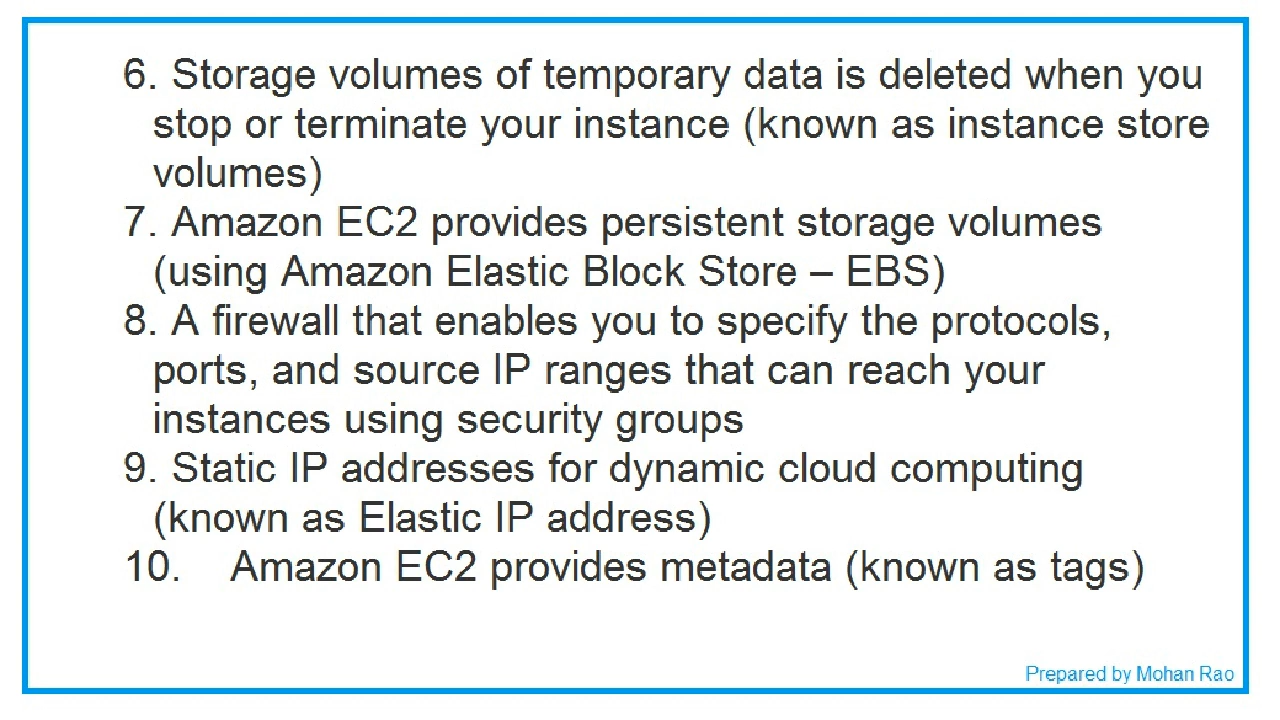 6. Storage volumes of temporary data is deleted when you
stop or terminate your instance (known as instance store
volumes)
7. Amazon EC2 provides persistent storage volumes
(using Amazon Elastic Block Store – EBS)
8. A firewall that enables you to specify the protocols,
ports, and source IP ranges that can reach your
instances using security groups
9. Static IP addresses for dynamic cloud computing
(known as Elastic IP address)
10. Amazon EC2 provides metadata (known as tags)
Prepared by Mohan Rao